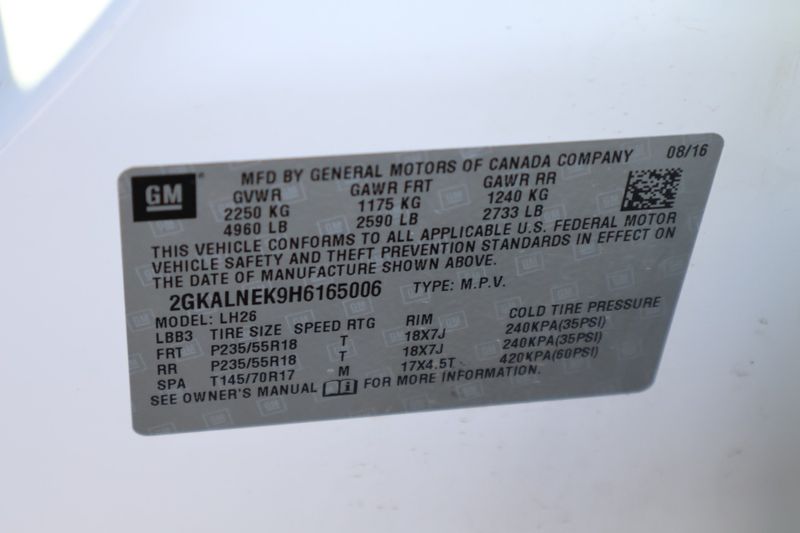 GM MFD BY GENERAL MOTORS OF CANADA COMPANY 08/16
GVWR GAWR FRT GAWR RR
2250 KG 1175 KG 1240 KG
4960 LB 2590 LB 2733 LB
THIS VEHICLE CONFORMS TO ALL APPLICABLE U.S. FEDERAL MOTOR
VEHICLE SAFETY AND THEFT PREVENTION STANDARDS IN EFFECT ON
THE DATE OF MANUFACTURE SHOWN ABOVE.
2GKALNEK9H6165006 TYPE: M.P.V.
MODEL: LH26
LBB3 TIRE SIZE SPEED RTG RIM COLD TIRE PRESSURE
FRT P235/55R18 T 18X7J 240KPA(35PSI)
RR P235/55R18 T 18X7J 240KPA(35PSI)
SPA T145/70R17 M 17X4.5T 420KPA(60PSI)
SEE OWNER'S MANUAL FOR MORE INFORMATION.